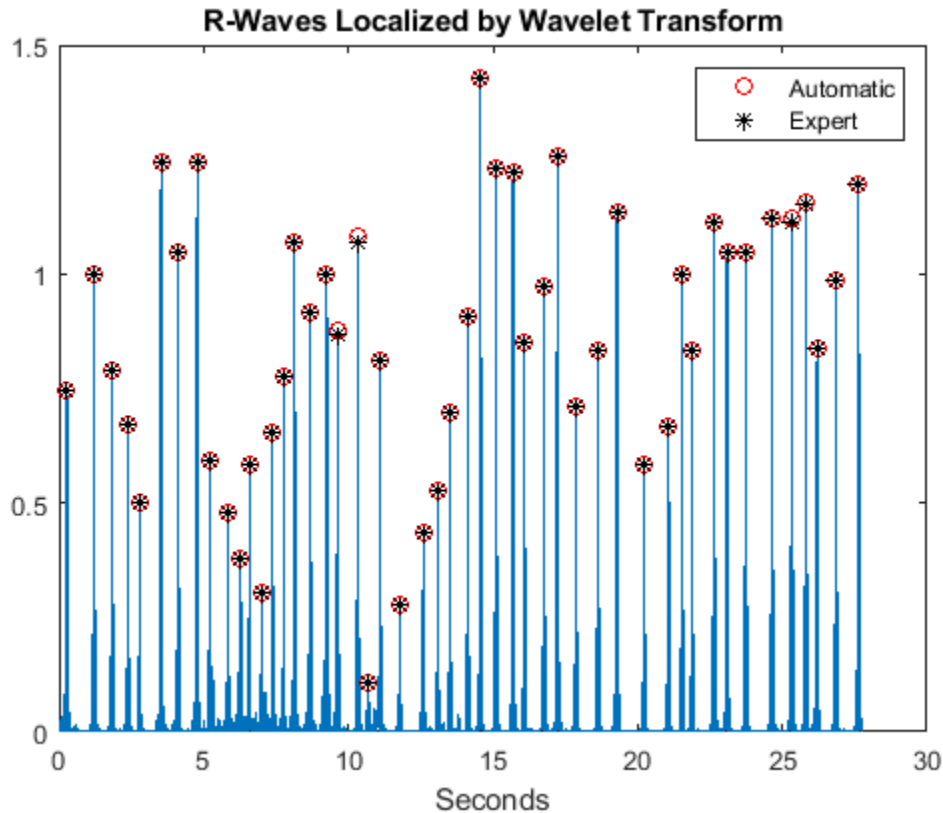 R-Waves Localized by Wavelet Transform
1.5
Automatic
Expert
1
0.5
0
0 5 10 15 20 25 30
Seconds